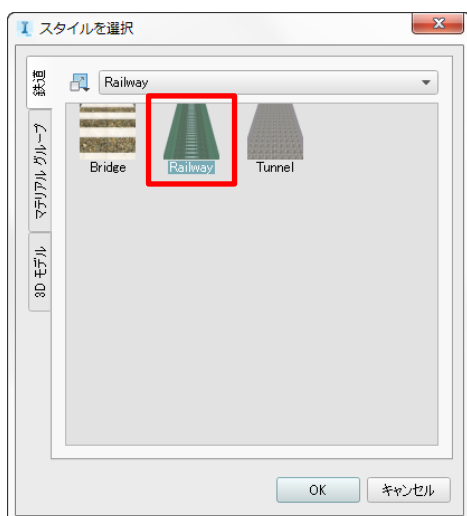 スタイルを選択
鉄道
マテリアル グループ
3D モデル
Railway
Bridge
Railway
Tunnel
OK
キャンセル